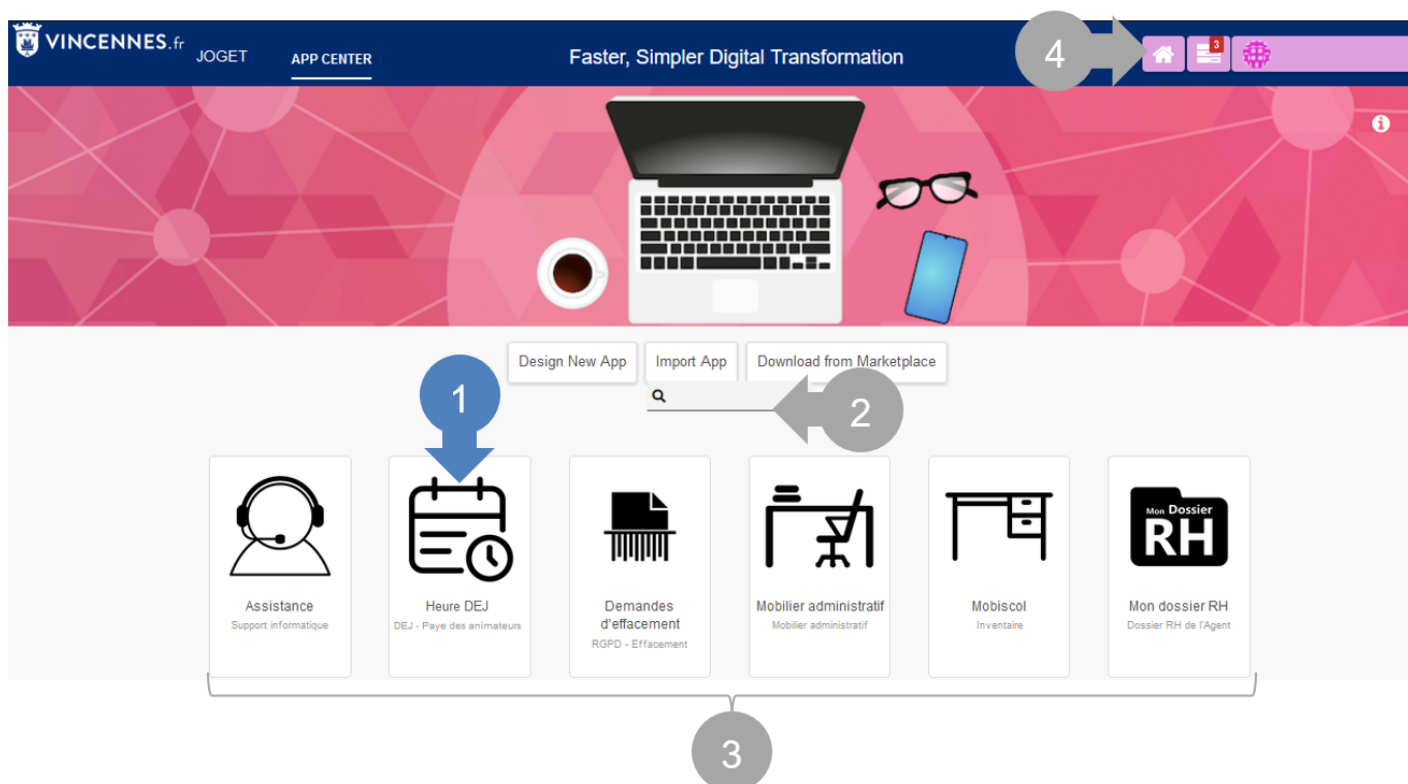 VINCENNES.fr
JOGET
APP CENTER
Faster, Simpler Digital Transformation
4
3
Design New App
Import App
Download from Marketplace
1
2
Mon Dossier
RH
Assistance
Support informatique
Heure DEJ
DEJ - Paye des animateurs
Demandes
d'effacement
RGPD - Effacement
Mobilier administratif
Mobilier administratif
Mobiscol
Inventaire
Mon dossier RH
Dossier RH de l'Agent
3